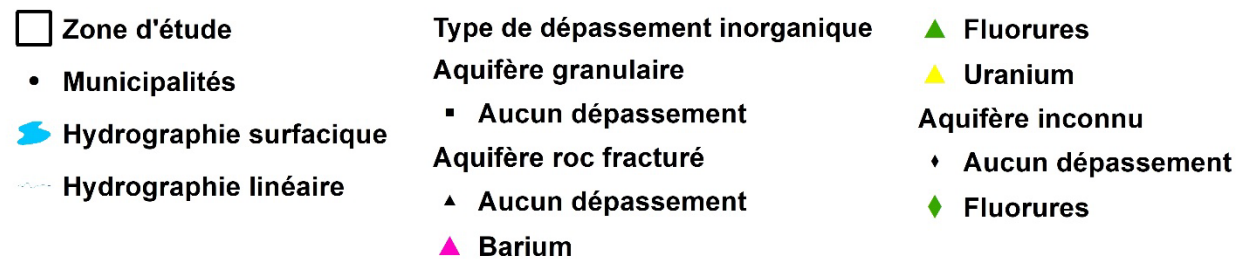 Zone d'étude
Municipalités
Hydrographie surfacique
Hydrographie linéaire
Type de dépassement inorganique
Aquifère granulaire
Aucun dépassement
Aquifère roc fracturé
Aucun dépassement
Barium
Fluorures
Uranium
Aquifère inconnu
Aucun dépassement
Fluorures